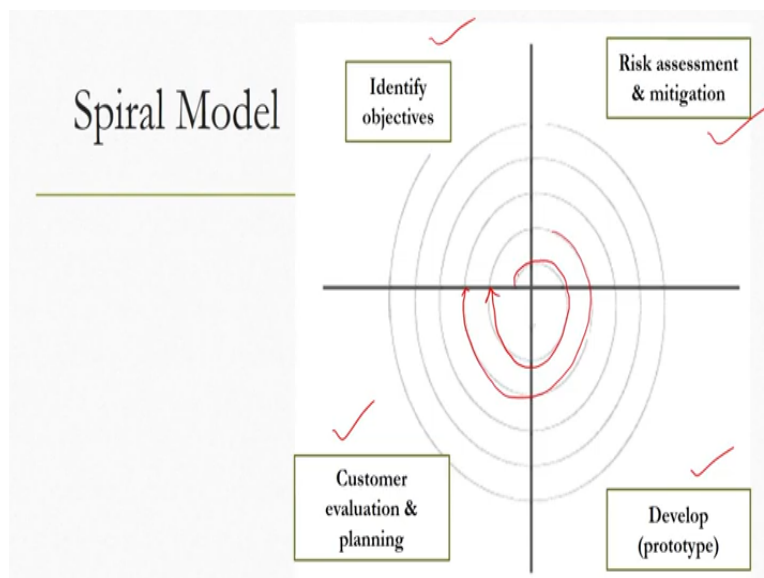 Spiral Model
Identify
objectives
Risk assessment
& mitigation
Customer
evaluation &
planning
Develop
(prototype)